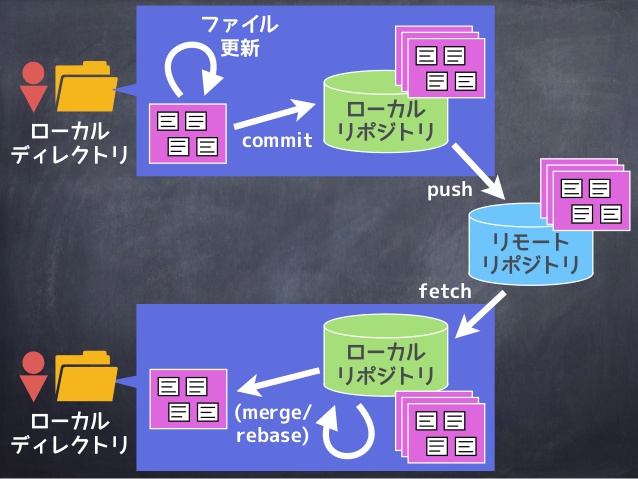 ファイル
更新
ローカル
ディレクトリ
commit
ローカル
リポジトリ
push
リモート
リポジトリ
fetch
ローカル
リポジトリ
(merge/
rebase)
ローカル
ディレクトリ